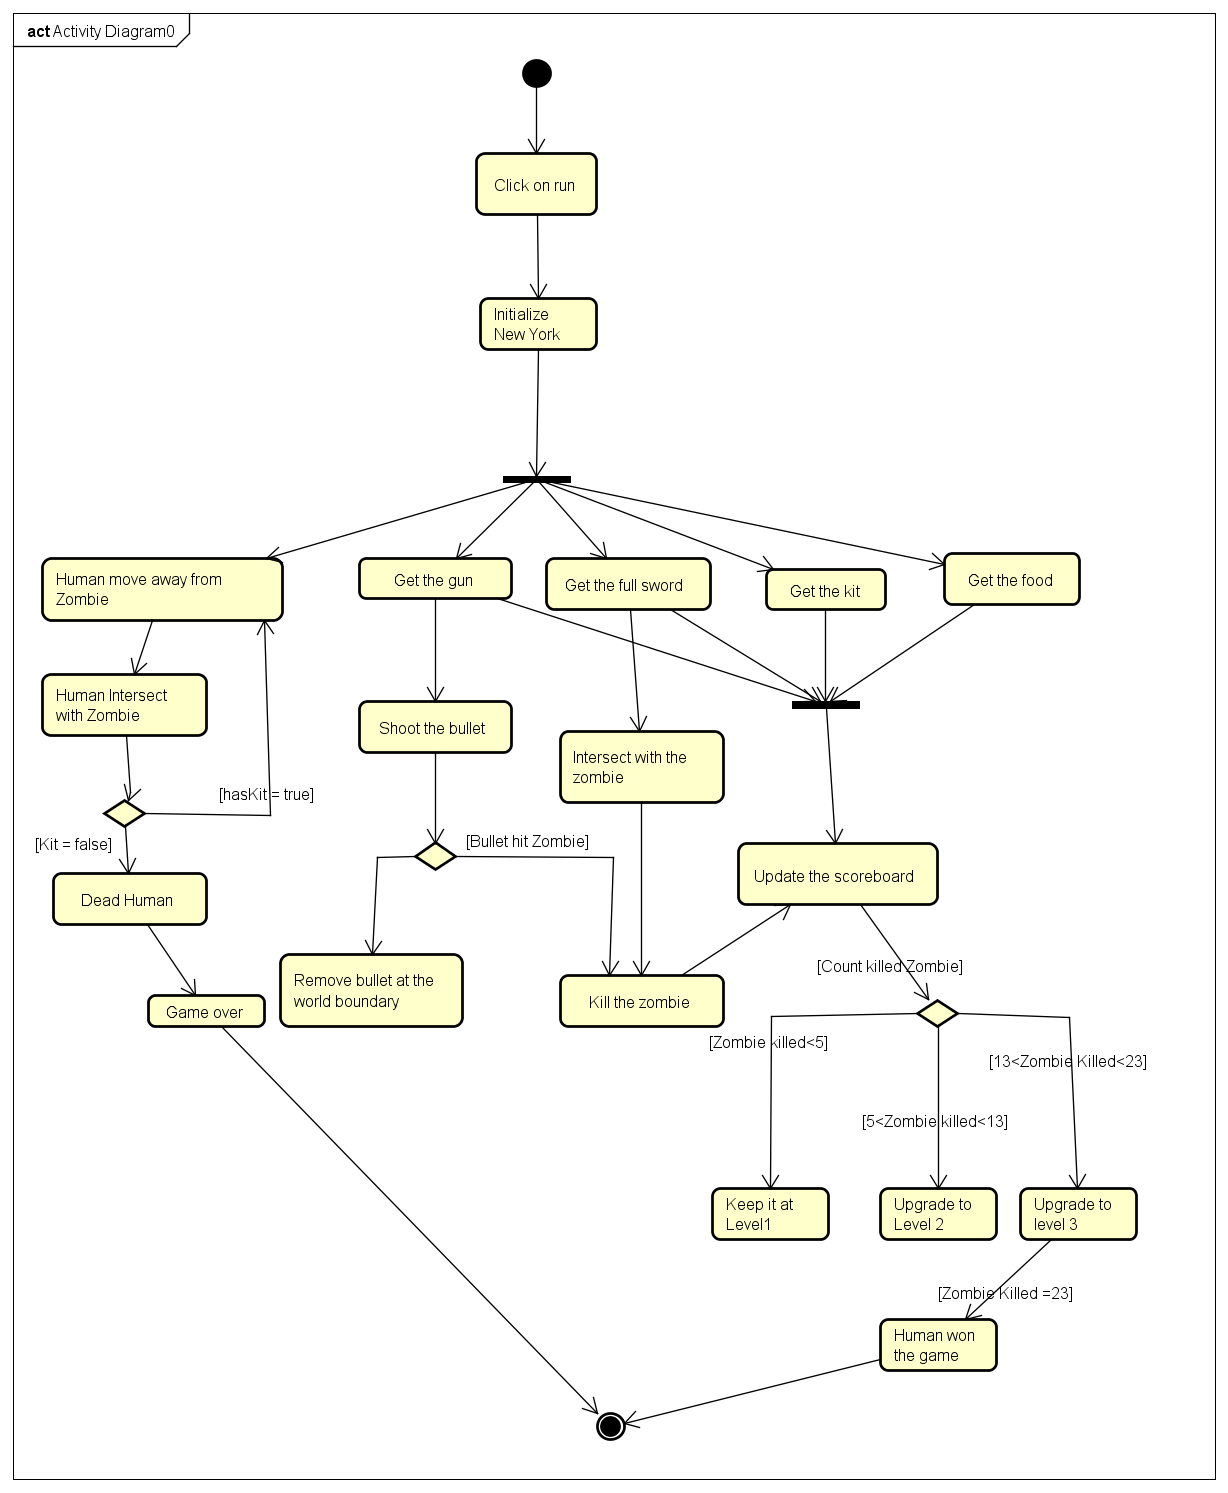 act Activity Diagram0
Click on run
Initialize
New York
Human move away from
Zombie
Get the gun
Get the full sword
Get the kit
Get the food
Human Intersect
with Zombie
Shoot the bullet
Intersect with the
zombie
[hasKit = true]
[Kit = false]
[Bullet hit Zombie]
Dead Human
Update the scoreboard
Remove bullet at the
world boundary
Kill the zombie
[Count killed Zombie]
Game over
[Zombie killed<5]
[13<Zombie Killed<23]
[5<Zombie killed<13]
Keep it at
Level1
Upgrade to
Level 2
Upgrade to
level 3
[Zombie Killed =23]
Human won
the game